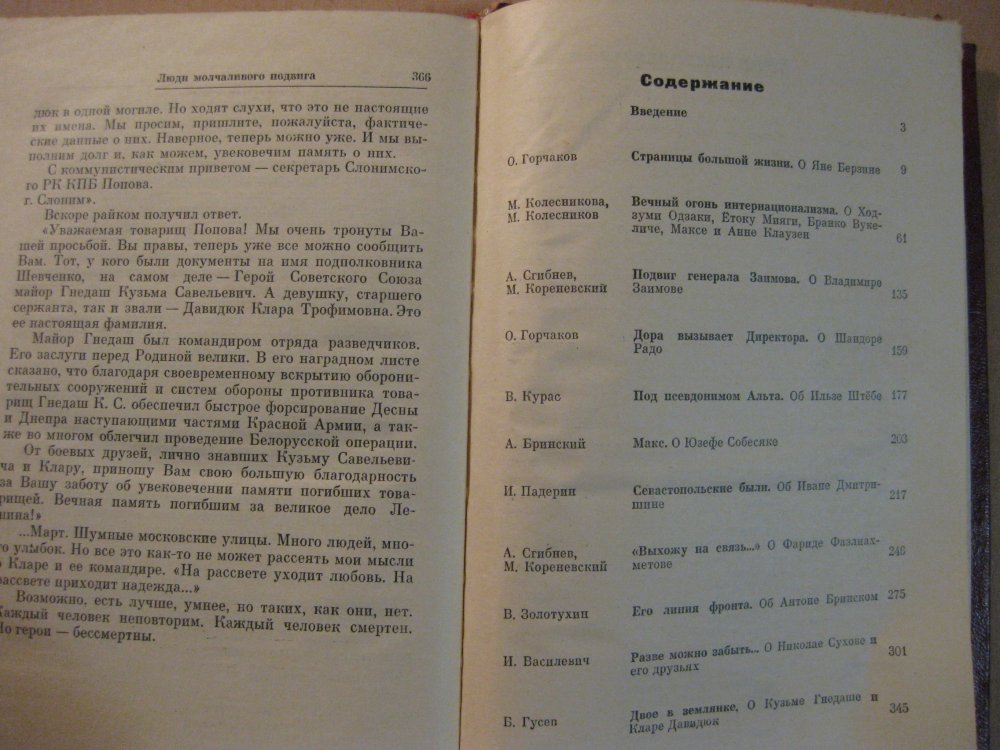 Люди молчаливого подвига 366
дюк в одной могиле. Но ходят слухи, что это не настоящие
их имена. Мы просим, пришлите, пожалуйста, фактиче-
ские данные о них. Наверное, теперь можно уже. И мы вы-
полним долг и, как можем, увековечим память о них.
С коммунистическим приветом — секретарь Слонимско-
го РК КПБ Попова.
г. Слоним».
Вскоре райком получил ответ.
«Уважаемая товарищ Попова! Мы очень тронуты Ва-
шей просьбой. Вы правы, теперь уже все можно сообщить
Вам. Тот, у кого были документы на имя подполковника
Шевченко, на самом деле — Герой Советского Союза
майор Гнедаш Кузьма Савельевич. А девушку, старшего
сержанта, так и звали — Давидюк Клара Трофимовна. Это
ее настоящая фамилия.
Майор Гнедаш был командиром отряда разведчиков.
Его заслуги перед Родиной велики. В его наградном листе
сказано, что благодаря своевременному вскрытию оборони-
тельных сооружений и систем обороны противника това-
рищ Гнедаш К. С. обеспечил быстрое форсирование Десны
и Днепра наступающими частями Красной Армии, а так-
же во многом облегчил проведение Белорусской операции.
От боевых друзей, лично знавших Кузьму Савельеви-
ча и Клару, приношу Вам свою большую благодарность
за Вашу заботу об увековечении памяти погибших това-
рищей. Вечная память погибшим за великое дело Ле-
нина!»
...Март. Шумные московские улицы. Много людей, мно-
го улыбок. Но все это как-то не может рассеять мои мысли
о Кларе и ее командире. «На рассвете уходит любовь. На
рассвете приходит надежда...»
Возможно, есть лучше, умнее, но таких, как они, нет.
Каждый человек неповторим. Каждый человек смертен.
Но герои — бессмертны.
Содержание
Введение 3
О. Горчаков Страницы большой жизни. О Яне Берзине 9
М. Колесникова, Вечный огонь интернационализма. О Ход-
М. Колесников зуми Одзаки, Ётоку Мияги, Бранко Вуке-
личе, Максе и Анне Клаузен 61
А. Сгибнев, Подвиг генерала Заимова. О Владимире
М. Кореневский Заимове 135
О. Горчаков Дора вызывает Директора. О Шандоре
Радо 159
В. Курас Под псевдонимом Альта. Об Ильзе Штёбе 177
А. Бринский Макс. О Юзефе Собесяке 203
И. Падерин Севастопольские были. Об Иване Дмитри-
шине 217
А. Сгибнев, «Выхожу на связь...» О Фариде Фазлиах-
М. Кореневский метове 246
В. Золотухин Его линия фронта. Об Антоне Бринском 275
И. Василевич Разве можно забыть... О Николае Сухове и
его друзьях 301
Б. Гусев Двое в землянке. О Кузьме Гнедаше и
Кларе Давидюк 345